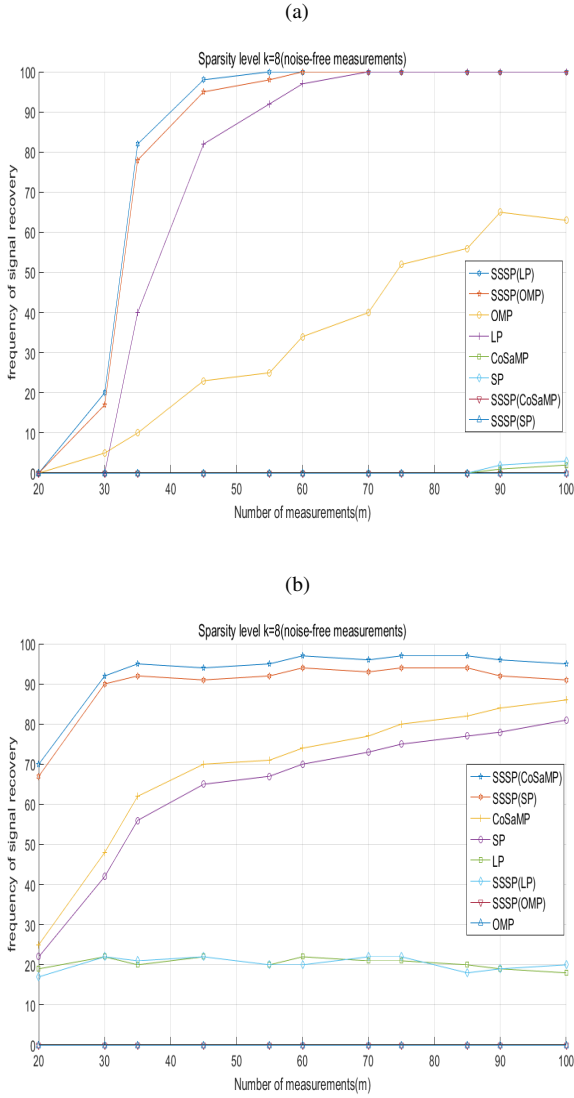 (a)
Sparsity level k=8(noise-free measurements)
100
90
80
70
60
50
40
30
20
10
0
frequency of signal recovery
SSSP(LP)
SSSP(OMP)
OMP
LP
CoSaMP
SP
SSSP(CoSaMP)
SSSP(SP)
20 30 40 50 60 70 80 90 100
Number of measurements(m)
(b)
Sparsity level k=8(noise-free measurements)
100
90
80
70
60
50
40
30
20
10
0
frequency of signal recovery
SSSP(CoSaMP)
SSSP(SP)
CoSaMP
SP
LP
SSSP(LP)
SSSP(OMP)
OMP
20 30 40 50 60 70 80 90 100
Number of measurements(m)